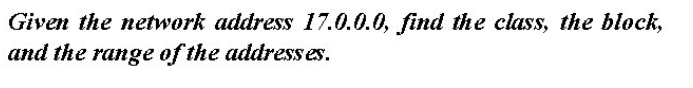 Given the network address 17.0.0.0, find the class, the block,
and the range of the addresses.